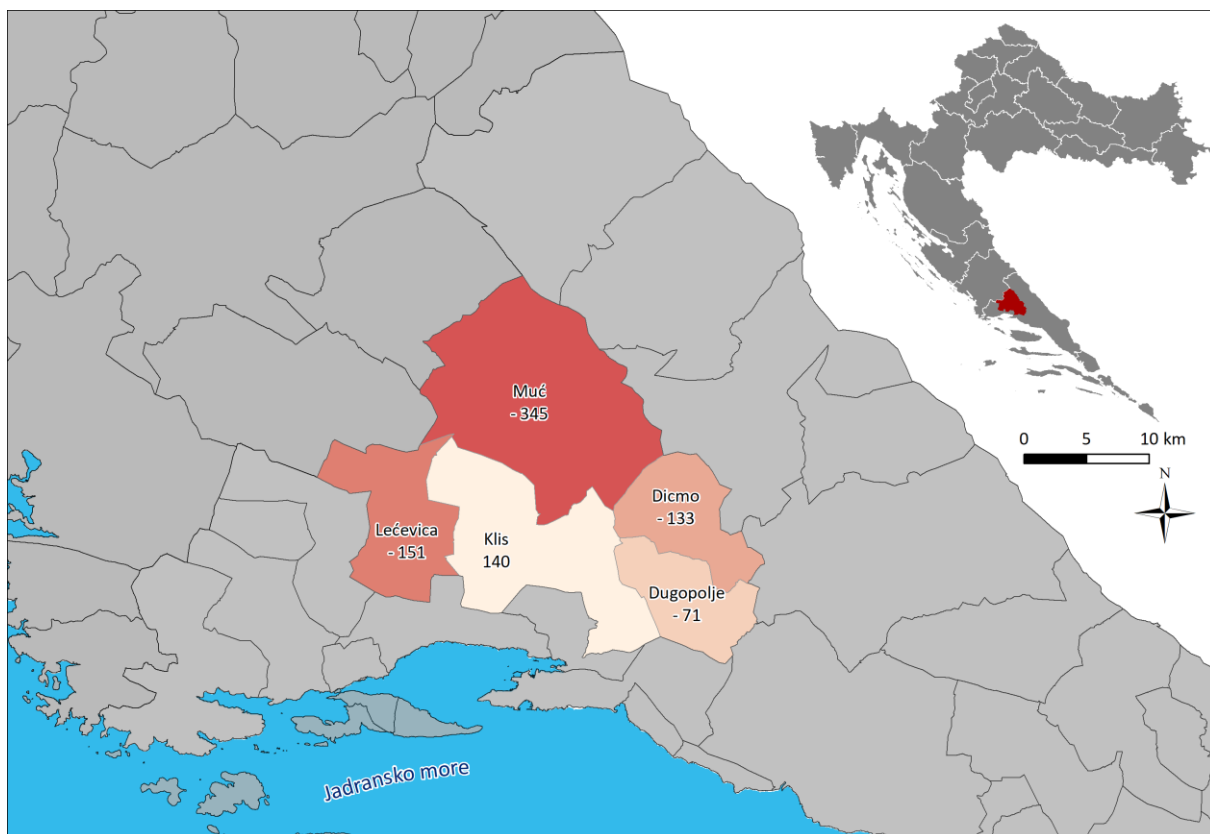 Muć
- 345
Dicmo
- 133
Lećevica
- 151
Klis
140
Dugopolje
- 71
Jadransko more
0 5 10 km
N